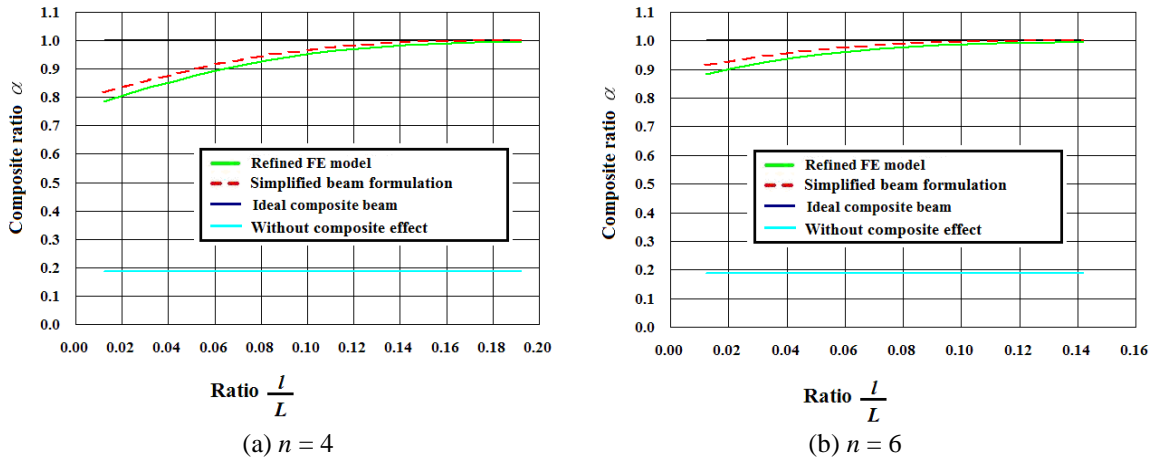 1.1
1.0
0.9
0.8
0.7
0.6
0.5
0.4
0.3
0.2
0.1
0.0
Composite ratio α
Refined FE model
Simplified beam formulation
Ideal composite beam
Without composite effect
0.00 0.02 0.04 0.06 0.08 0.10 0.12 0.14 0.16 0.18 0.20
Ratio l/L
(a) n = 4
1.1
1.0
0.9
0.8
0.7
0.6
0.5
0.4
0.3
0.2
0.1
0.0
Composite ratio α
Refined FE model
Simplified beam formulation
Ideal composite beam
Without composite effect
0.00 0.02 0.04 0.06 0.08 0.10 0.12 0.14 0.16
Ratio l/L
(b) n = 6